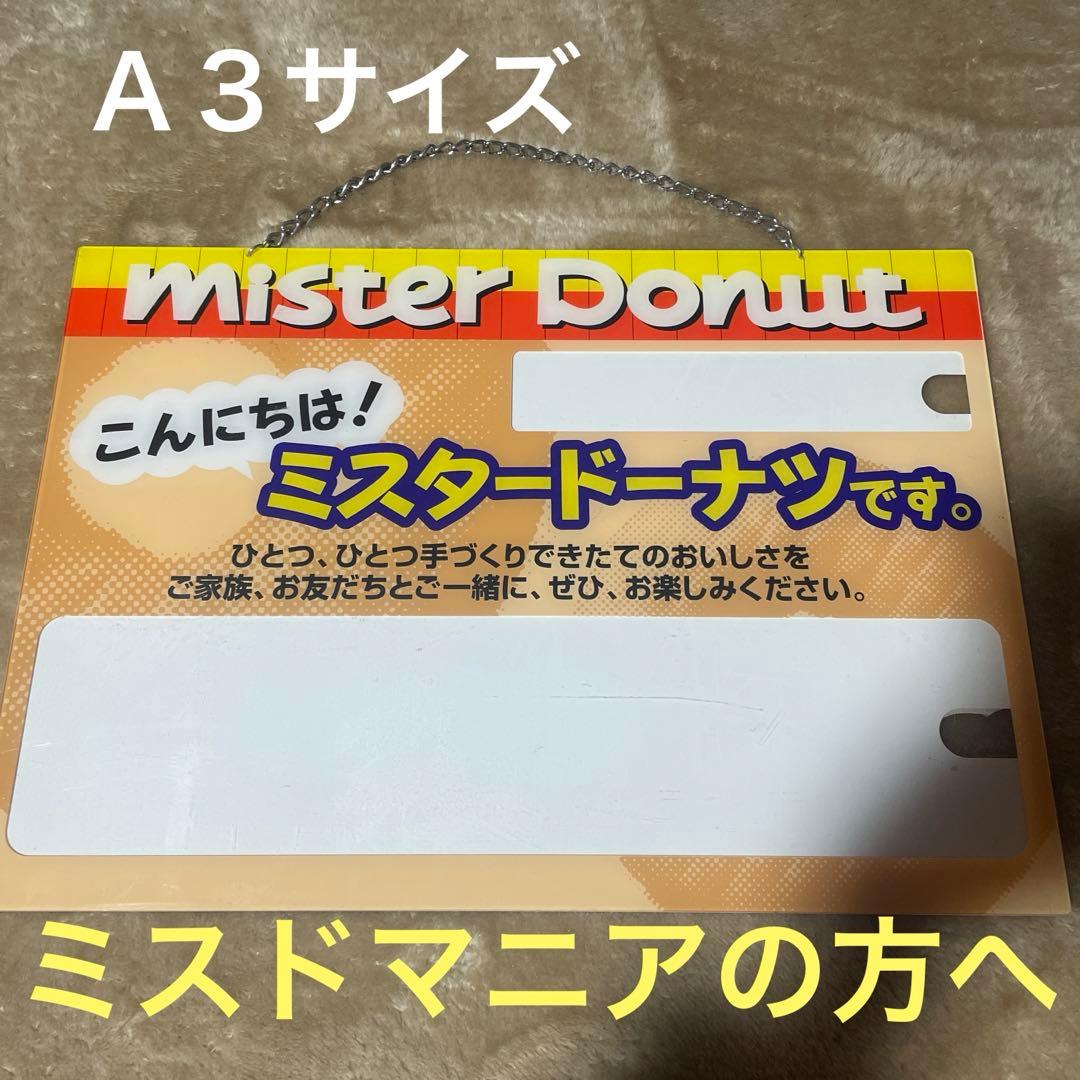 A3サイズ
mister Donut
こんにちは!
ミスタードーナツです。
ひとつ、ひとつ手づくりできたてのおいしさを
ご家族、お友だちとご一緒に、ぜひ、お楽しみください。
ミスドマニアの方へ